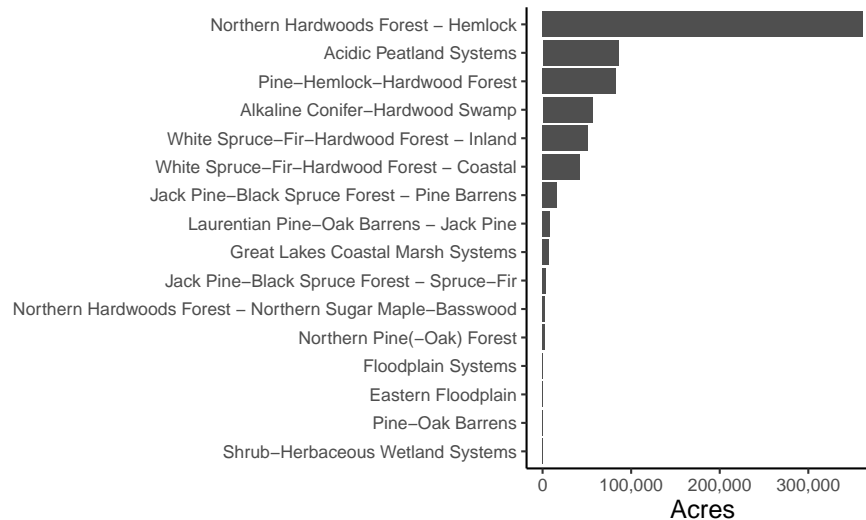 Northern Hardwoods Forest − Hemlock
Acidic Peatland Systems
Pine−Hemlock−Hardwood Forest
Alkaline Conifer−Hardwood Swamp
White Spruce−Fir−Hardwood Forest − Inland
White Spruce−Fir−Hardwood Forest − Coastal
Jack Pine−Black Spruce Forest − Pine Barrens
Laurentian Pine−Oak Barrens − Jack Pine
Great Lakes Coastal Marsh Systems
Jack Pine−Black Spruce Forest − Spruce−Fir
Northern Hardwoods Forest − Northern Sugar Maple−Basswood
Northern Pine(−Oak) Forest
Floodplain Systems
Eastern Floodplain
Pine−Oak Barrens
Shrub−Herbaceous Wetland Systems
0 100,000 200,000 300,000
Acres